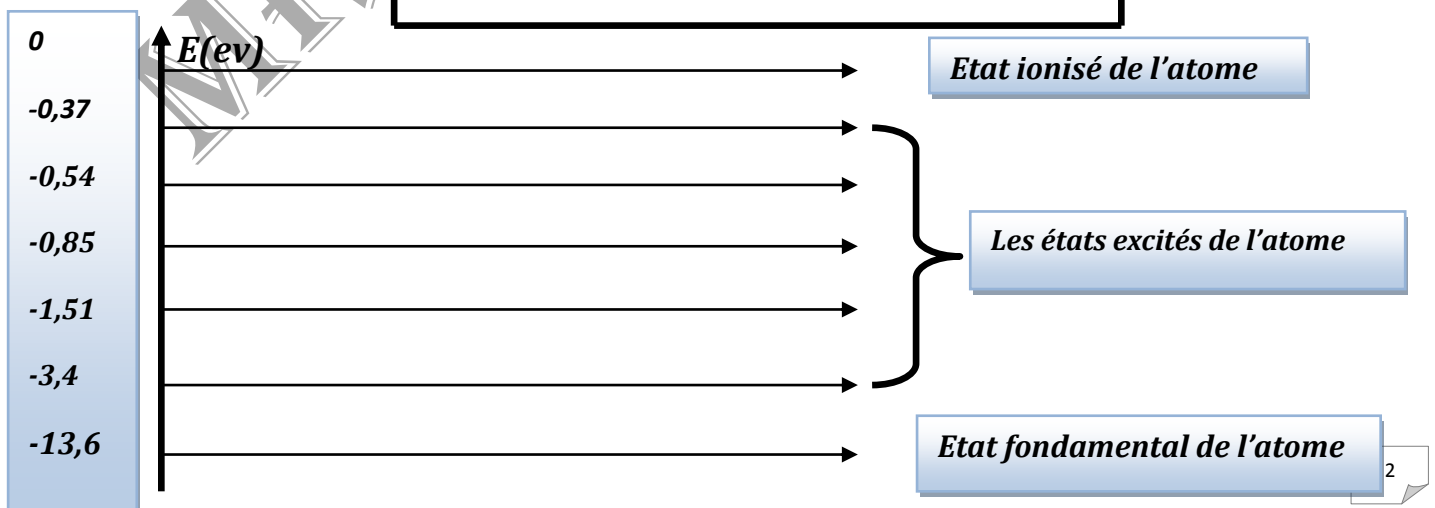 0
E(ev)
Etat ionisé de l'atome
-0,37
-0,54
-0,85
Les états excités de l'atome
-1,51
-3,4
-13,6
Etat fondamental de l'atome
2